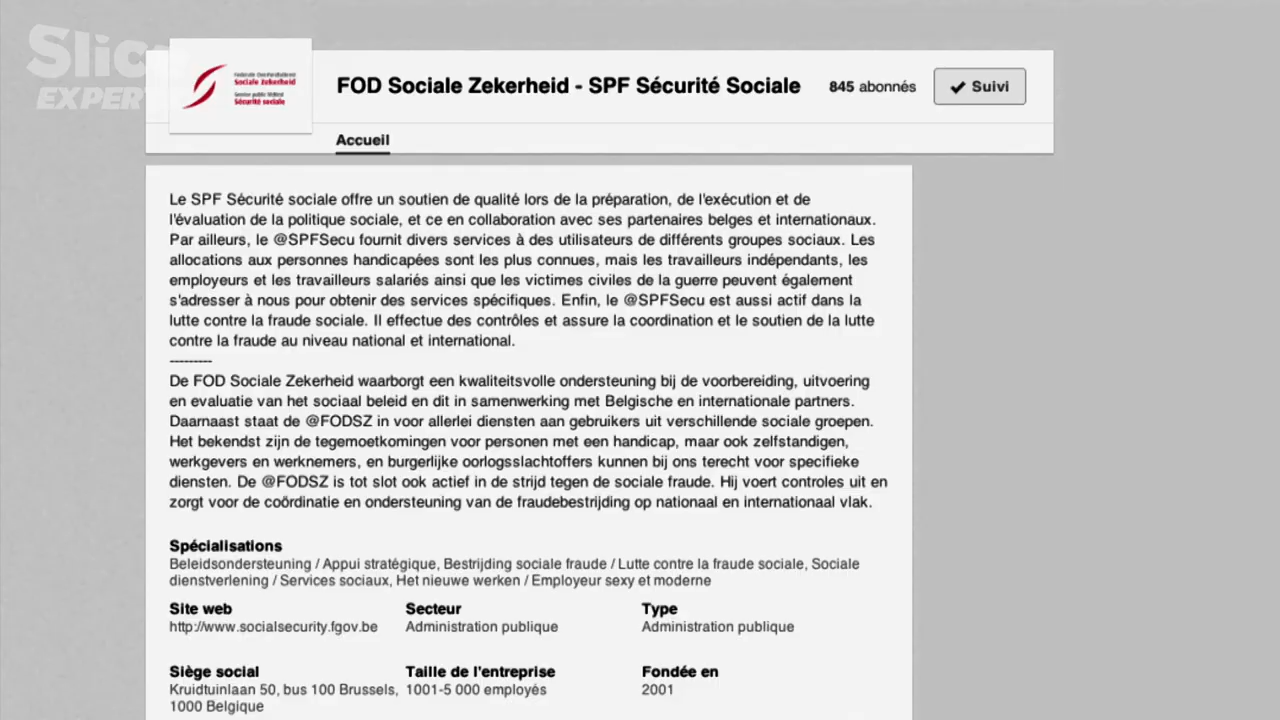 Slice
EXPERTS
Federale Overheidsdienst
Sociale Zekerheid
Service public fédéral
Sécurité sociale
FOD Sociale Zekerheid - SPF Sécurité Sociale
845 abonnés
Suivi
Accueil
Le SPF Sécurité sociale offre un soutien de qualité lors de la préparation, de l'exécution et de
l'évaluation de la politique sociale, et ce en collaboration avec ses partenaires belges et internationaux.
Par ailleurs, le @SPFSecu fournit divers services à des utilisateurs de différents groupes sociaux. Les
allocations aux personnes handicapées sont les plus connues, mais les travailleurs indépendants, les
employeurs et les travailleurs salariés ainsi que les victimes civiles de la guerre peuvent également
s'adresser à nous pour obtenir des services spécifiques. Enfin, le @SPFSecu est aussi actif dans la
lutte contre la fraude sociale. Il effectue des contrôles et assure la coordination et le soutien de la lutte
contre la fraude au niveau national et international.
---------
De FOD Sociale Zekerheid waarborgt een kwaliteitsvolle ondersteuning bij de voorbereiding, uitvoering
en evaluatie van het sociaal beleid en dit in samenwerking met Belgische en internationale partners.
Daarnaast staat de @FODSZ in voor allerlei diensten aan gebruikers uit verschillende sociale groepen.
Het bekendst zijn de tegemoetkomingen voor personen met een handicap, maar ook zelfstandigen,
werkgevers en werknemers, en burgerlijke oorlogsslachtoffers kunnen bij ons terecht voor specifieke
diensten. De @FODSZ is tot slot ook actief in de strijd tegen de sociale fraude. Hij voert controles uit en
zorgt voor de coördinatie en ondersteuning van de fraudebestrijding op nationaal en internationaal vlak.
Spécialisations
Beleidsondersteuning / Appui stratégique, Bestrijding sociale fraude / Lutte contre la fraude sociale, Sociale
dienstverlening / Services sociaux, Het nieuwe werken / Employeur sexy et moderne
Site web
http://www.socialsecurity.fgov.be
Secteur
Administration publique
Type
Administration publique
Siège social
Kruidtuinlaan 50, bus 100 Brussels,
1000 Belgique
Taille de l'entreprise
1001-5 000 employés
Fondée en
2001